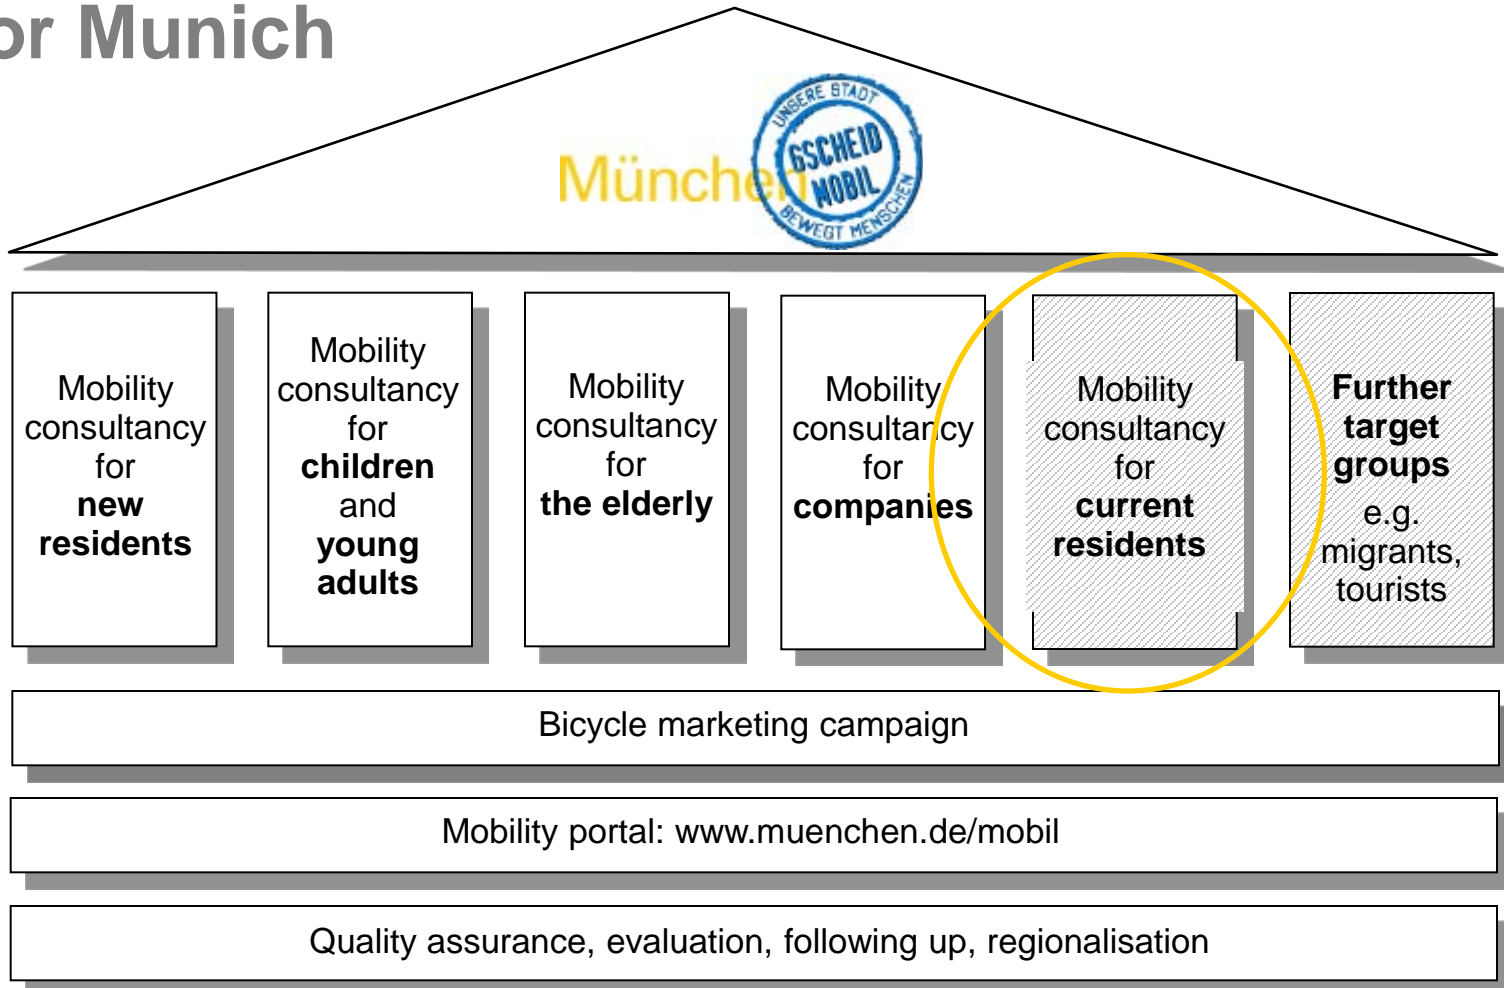 or Munich
München
UNSERE STADT
GSCHEID
MOBIL
BEWEGT MENSCHEN
Mobility
consultancy
for
new
residents
Mobility
consultancy
for
children
and
young
adults
Mobility
consultancy
for
the elderly
Mobility
consultancy
for
companies
Mobility
consultancy
for
current
residents
Further
target
groups
e.g.
migrants,
tourists
Bicycle marketing campaign
Mobility portal: www.muenchen.de/mobil
Quality assurance, evaluation, following up, regionalisation